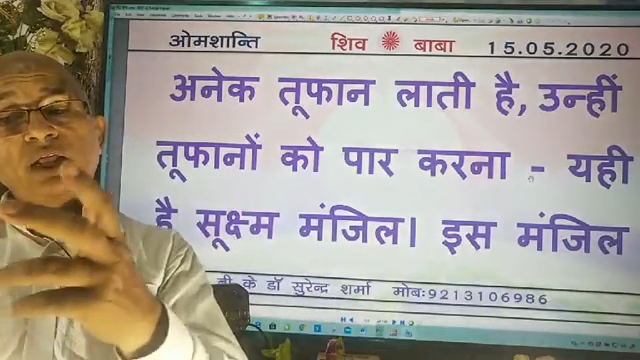 ओमशान्ति शिव बाबा 15.05.2020
अनेक तूफान लाती है, उन्हीं
तूफानों को पार करना - यही
है सूक्ष्म मंजिल। इस मंजिल
बी के डॉ सुरेन्द्र शर्मा मोबः9213106986